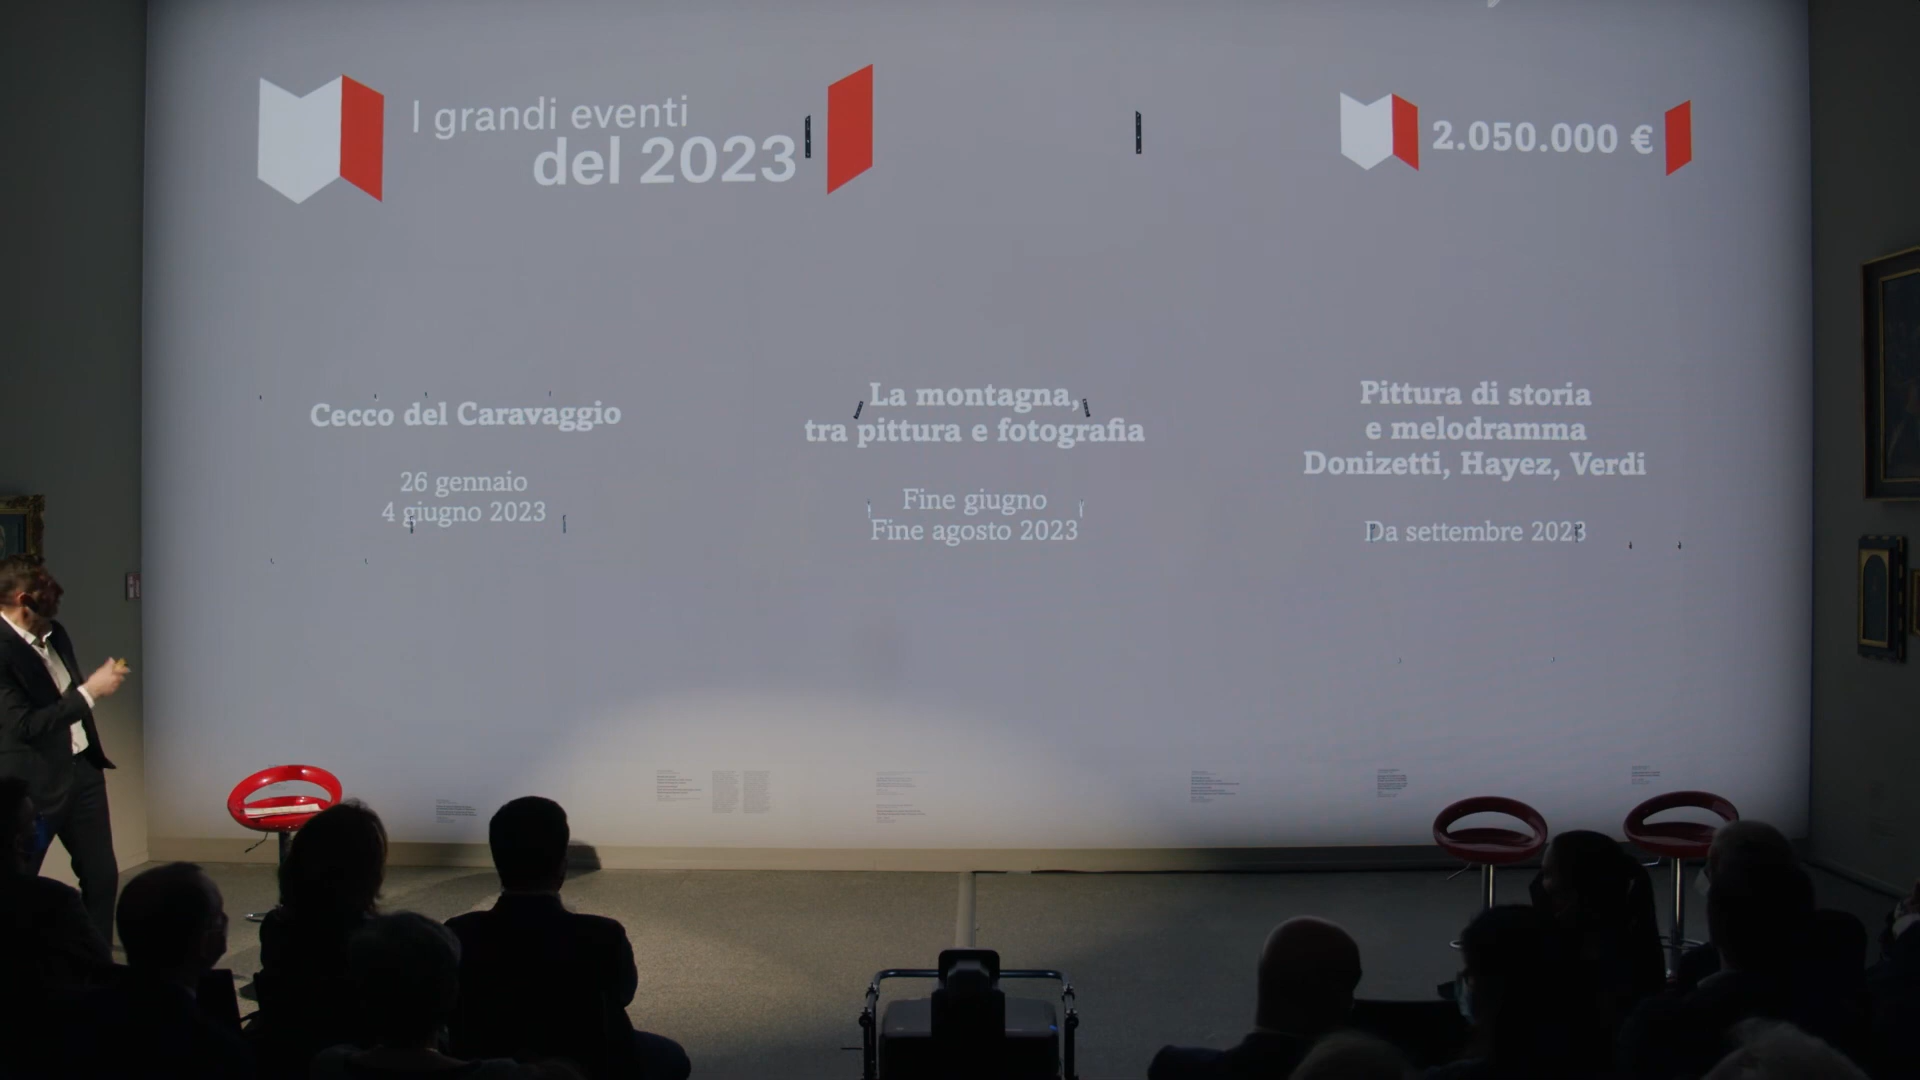 I grandi eventi
del 2023
2.050.000 €
Cecco del Caravaggio
26 gennaio
4 giugno 2023
La montagna,
tra pittura e fotografia
Fine giugno
Fine agosto 2023
Pittura di storia
e melodramma
Donizetti, Hayez, Verdi
Da settembre 2023